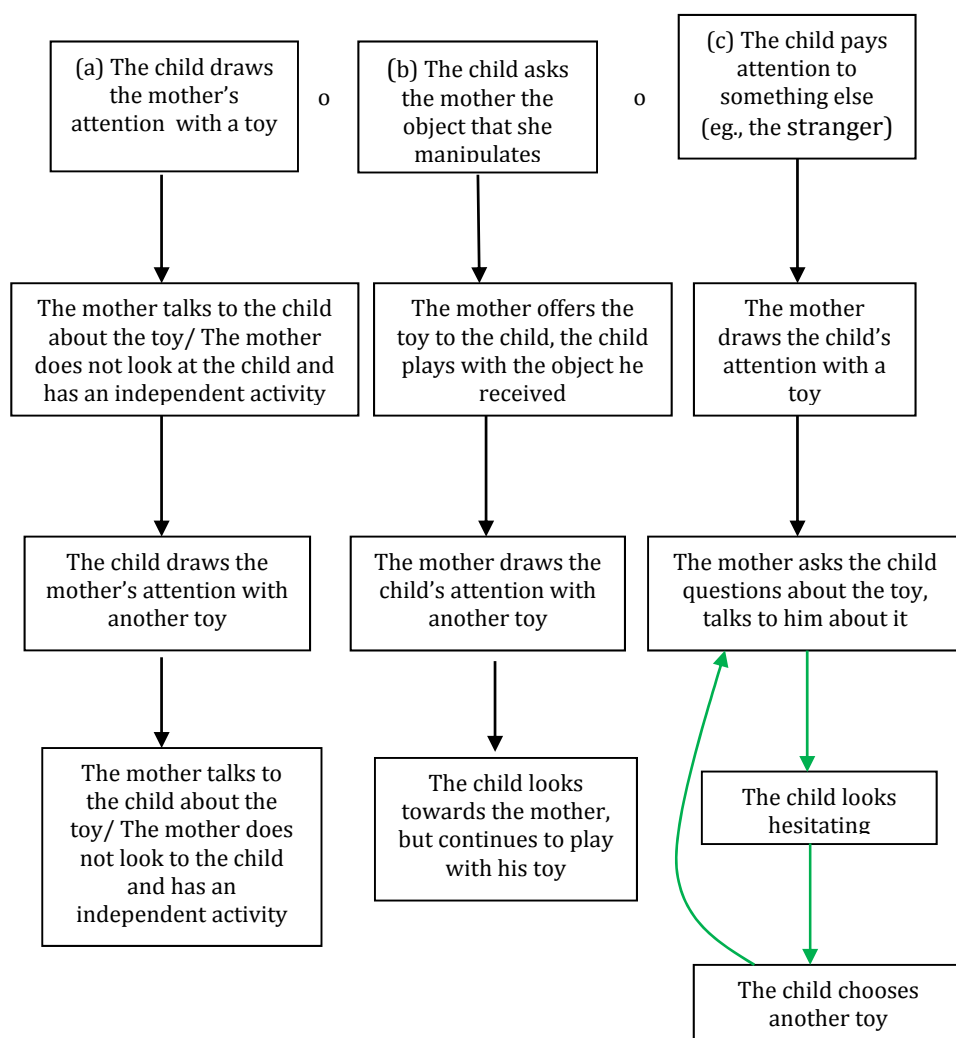 (a) The child draws
the mother’s
attention with a toy
o
(b) The child asks
the mother the
object that she
manipulates
o
(c) The child pays
attention to
something else
(eg., the stranger)
The mother talks to the child
about the toy/ The mother
does not look at the child and
has an independent activity
The mother offers the
toy to the child, the child
plays with the object he
received
The mother
draws the child’s
attention with a
toy
The child draws the
mother’s attention with
another toy
The mother draws the
child’s attention with
another toy
The mother asks the child
questions about the toy,
talks to him about it
The mother talks to
the child about the
toy/ The mother does
not look to the child
and has an
independent activity
The child looks
towards the mother,
but continues to play
with his toy
The child looks
hesitating
The child chooses
another toy